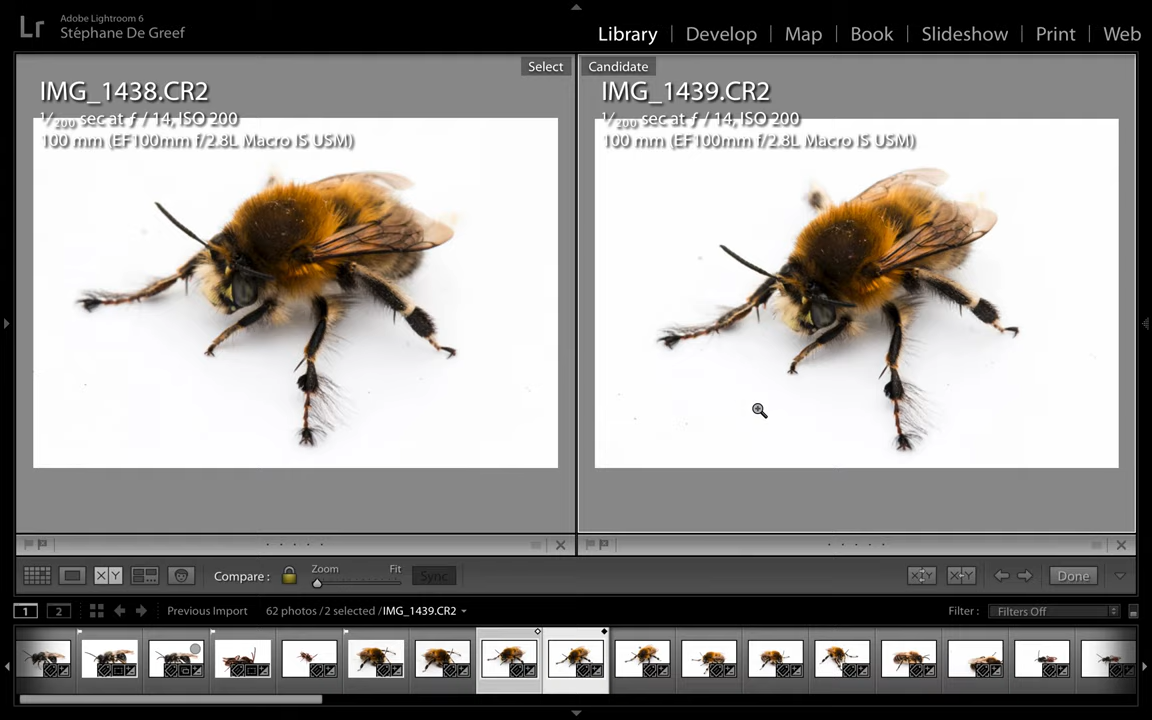 Lr
Adobe Lightroom 6
Stéphane De Greef
Library | Develop | Map | Book | Slideshow | Print | Web
Select
Candidate
IMG_1438.CR2
1/200 sec at ƒ / 14, ISO 200
100 mm (EF100mm f/2.8L Macro IS USM)
IMG_1439.CR2
1/200 sec at ƒ / 14, ISO 200
100 mm (EF100mm f/2.8L Macro IS USM)
X Y
Compare :
Zoom
Fit
Sync
X Y
X Y
Done
1
2
Previous Import
62 photos / 2 selected / IMG_1439.CR2
Filter :
Filters Off